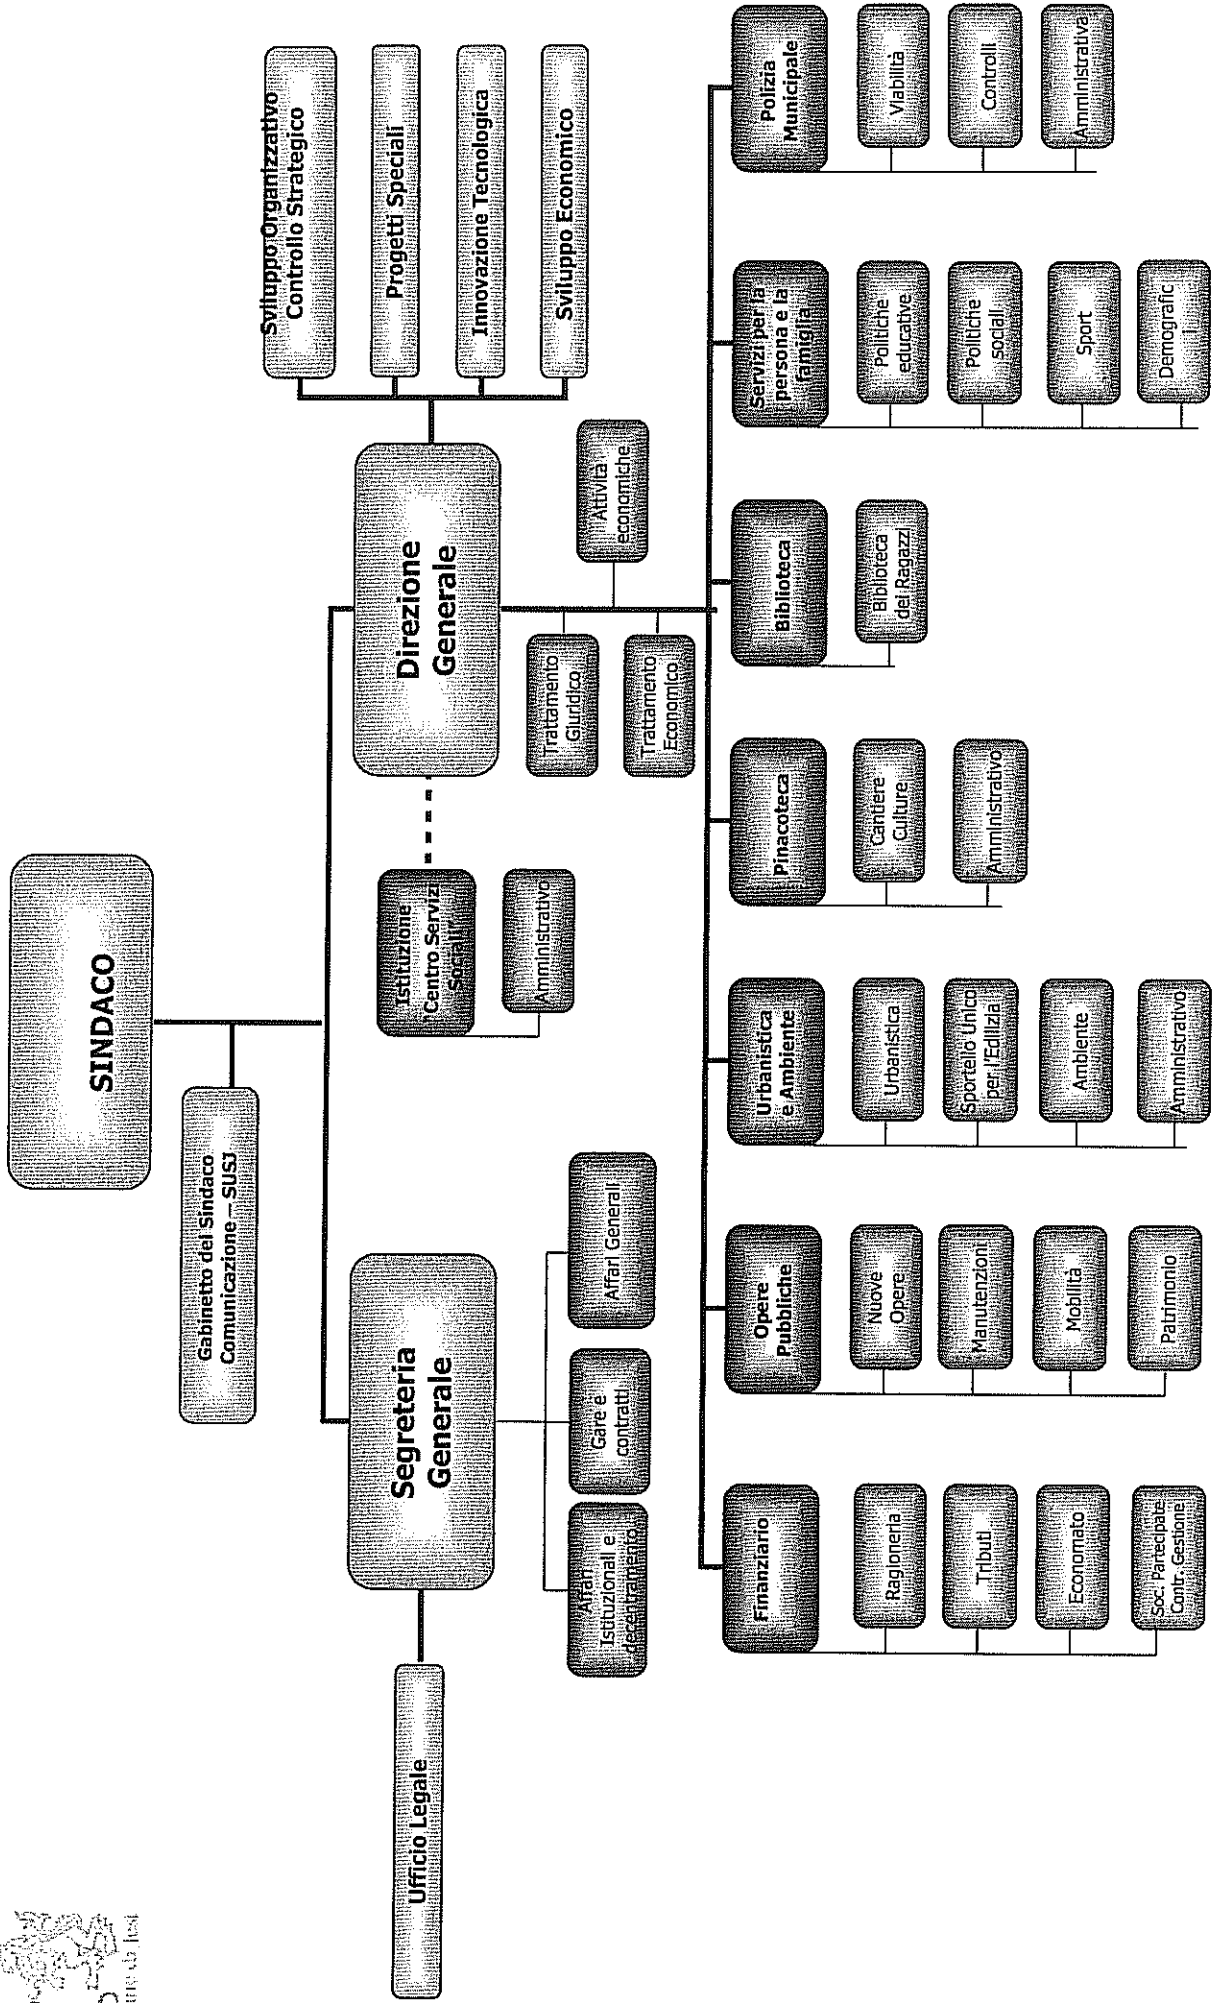 SINDACO
Gabinetto del Sindaco
Comunicazione – SUSJ
Segreteria
Generale
Direzione
Generale
Ufficio Legale
Istituzione
"Centro Servizi
Sociali"
Amministrativo
Sviluppo Organizzativo
Controllo Strategico
Progetti Speciali
Innovazione Tecnologica
Sviluppo Economico
Affari
Istituzionali e
decentramento
Gare e
contratti
Affari Generali
Trattamento
Giuridico
Trattamento
Economico
Attività
economiche
Finanziario
Ragioneria
Tributi
Economato
Soc. Partecipate
Contr. Gestione
Opere
Pubbliche
Nuove
Opere
Manutenzioni
Mobilità
Patrimonio
Urbanistica
e Ambiente
Urbanistica
Sportello Unico
per l'Edilizia
Ambiente
Amministrativo
Pinacoteca
Cantiere
Culture
Amministrativo
Biblioteca
Biblioteca
dei Ragazzi
Servizi per la
persona e la
famiglia
Politiche
educative
Politiche
sociali
Sport
Demografic
Polizia
Municipale
Viabilità
Controlli
Amministrativa